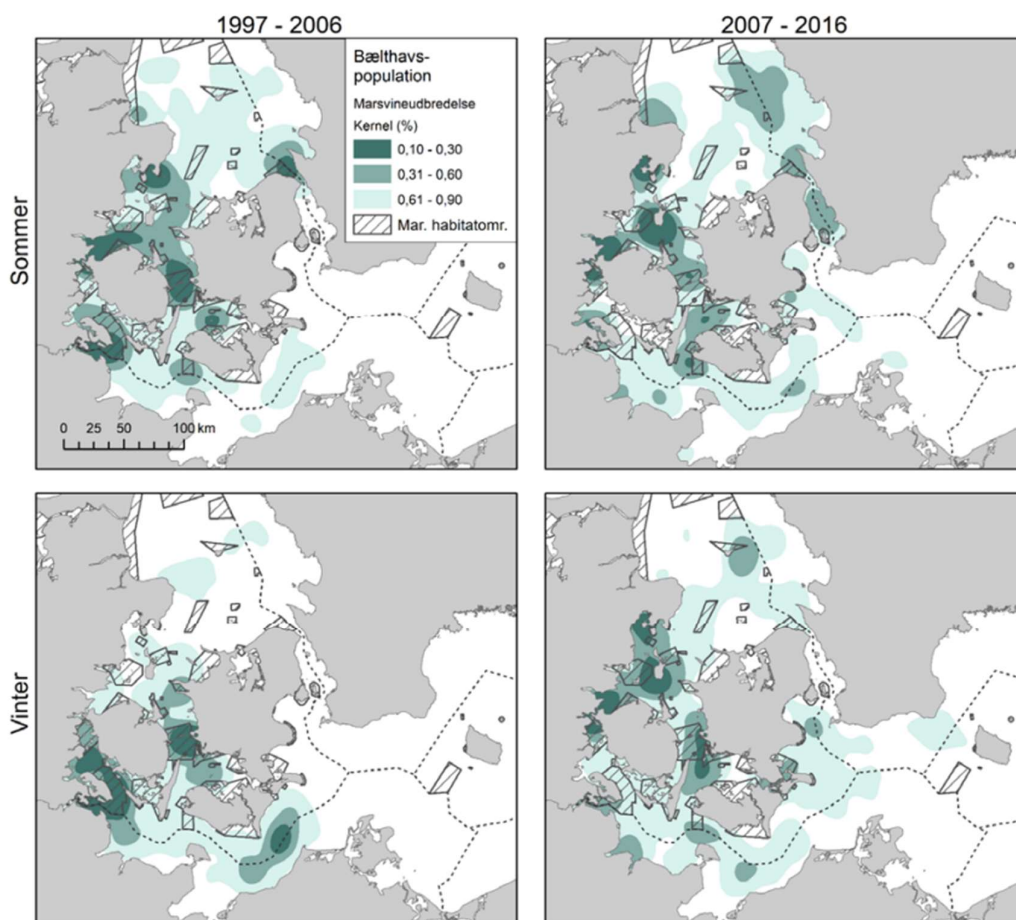 1997 - 2006
2007 - 2016
Sommer
Bælthavs-
population
Marsvineudbredelse
Kernel (%)
0,10 - 0,30
0,31 - 0,60
0,61 - 0,90
Mar. habitatomr.
0 25 50 100 km
Vinter